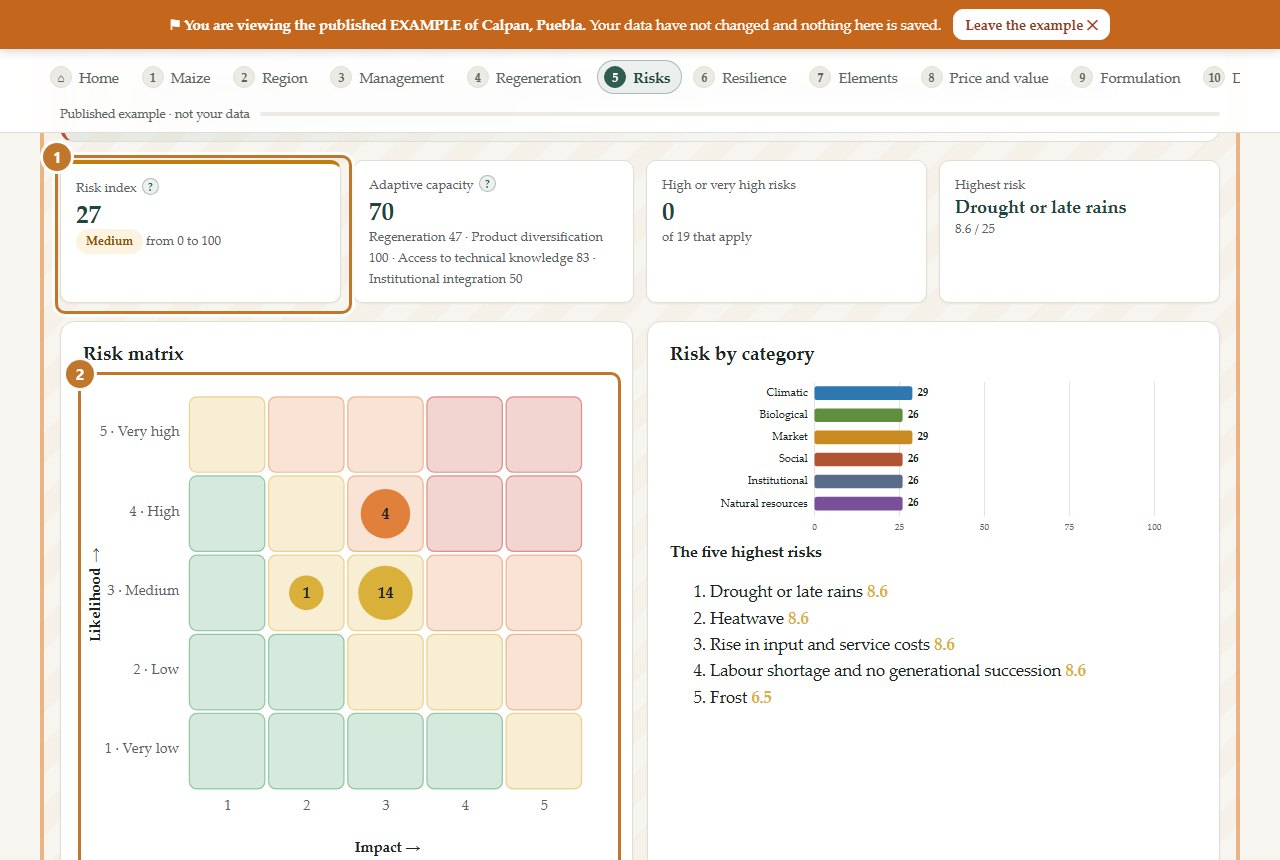 ⚑ You are viewing the published EXAMPLE of Calpan, Puebla. Your data have not changed and nothing here is saved. Leave the example ✕
⌂ Home 1 Maize 2 Region 3 Management 4 Regeneration 5 Risks 6 Resilience 7 Elements 8 Price and value 9 Formulation 10
Published example · not your data
1
Risk index ?
27
Medium from 0 to 100
Adaptive capacity ?
70
Regeneration 47 · Product diversification
100 · Access to technical knowledge 83 ·
Institutional integration 50
High or very high risks
0
of 19 that apply
Highest risk
Drought or late rains
8.6 / 25
Risk matrix
2
5 · Very high
4 · High
4
3 · Medium
1
14
2 · Low
1 · Very low
Likelihood →
1 2 3 4 5
Impact →
Risk by category
Climatic 29
Biological 26
Market 29
Social 26
Institutional 26
Natural resources 26
0 25 50 75 100
The five highest risks
1. Drought or late rains 8.6
2. Heatwave 8.6
3. Rise in input and service costs 8.6
4. Labour shortage and no generational succession 8.6
5. Frost 6.5